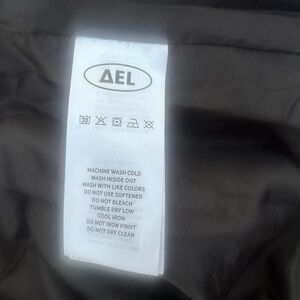 ΔEL
MACHINE WASH COLD
WASH INSIDE OUT
WASH WITH LIKE COLORS
DO NOT USE SOFTENER
DO NOT BLEACH
TUMBLE DRY LOW
COOL IRON
DO NOT IRON PRINT
DO NOT DRY CLEAN